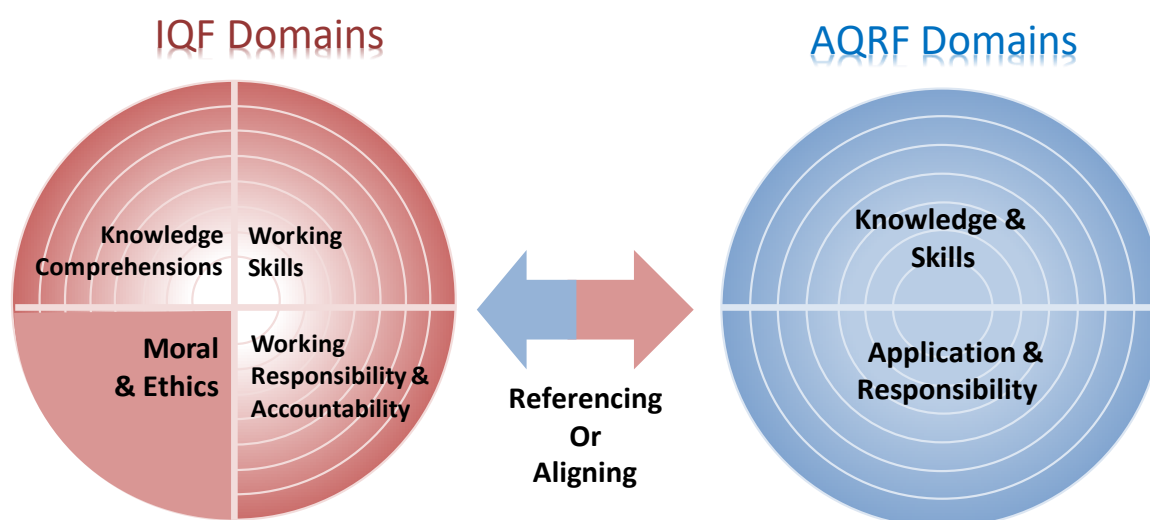 IQF Domains
AQRF Domains
Knowledge
Comprehensions
Working
Skills
Moral
& Ethics
Working
Responsibility &
Accountability
Referencing
Or
Aligning
Knowledge &
Skills
Application &
Responsibility